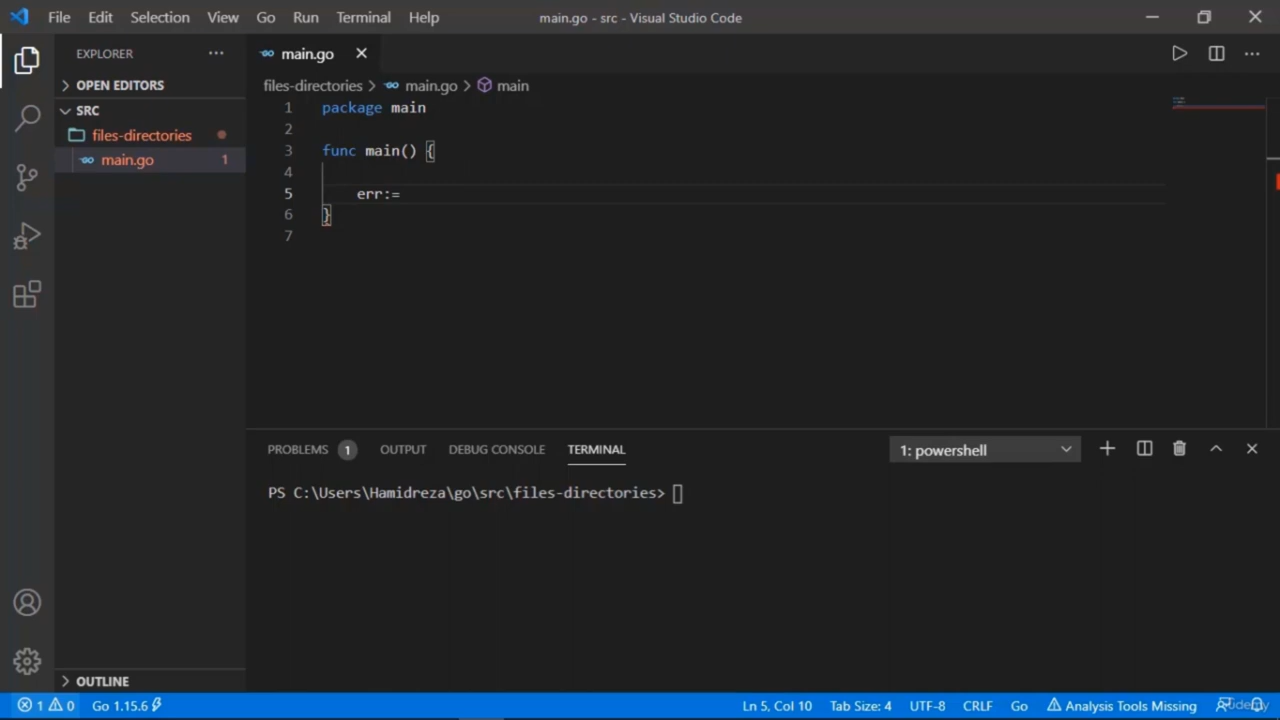 File Edit Selection View Go Run Terminal Help main.go - src - Visual Studio Code
EXPLORER
main.go
OPEN EDITORS
files-directories > main.go > main
SRC
files-directories
main.go 1
1 package main
2
3 func main() {
4
5 err:=
6 }
7
PROBLEMS 1 OUTPUT DEBUG CONSOLE TERMINAL 1: powershell
PS C:\Users\Hamidreza\go\src\files-directories>
OUTLINE
1 0 Go 1.15.6 Ln 5, Col 10 Tab Size: 4 UTF-8 CRLF Go Analysis Tools Missing
Udemy